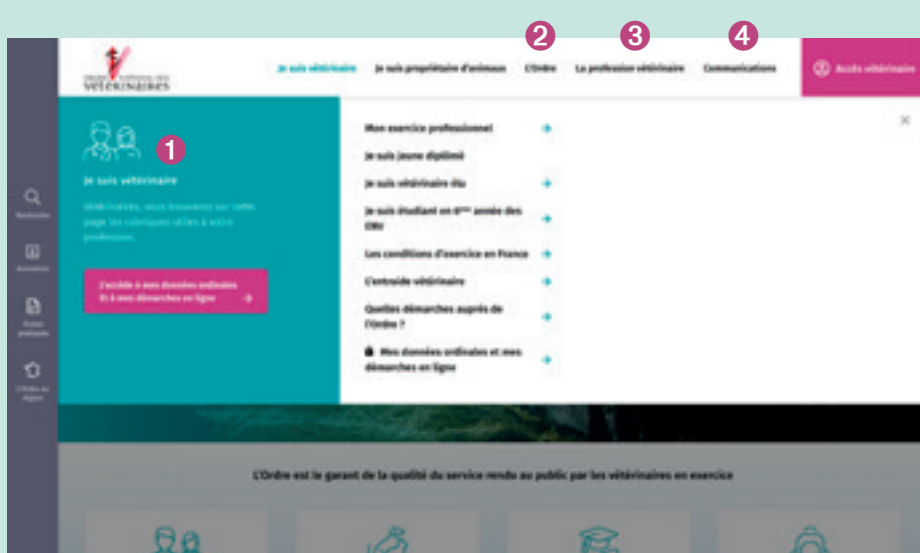 2
3
4
ORDRE NATIONAL DES
VÉTÉRINAIRES
Je suis vétérinaire
Je suis propriétaire d'animaux
L'Ordre
La profession vétérinaire
Communications
Accès vétérinaire
1
Je suis vétérinaire
Vétérinaires, vous trouverez sur cette
page les rubriques utiles à votre
profession.
J'accède à mes données ordinales
Et à mes démarches en ligne
Mon exercice professionnel
Je suis jeune diplômé
Je suis vétérinaire élu
Je suis étudiant en 6ème année des
ENV
Les conditions d'exercice en France
L'entraide vétérinaire
Quelles démarches auprès de
l'Ordre ?
Mes données ordinales et mes
démarches en ligne
Recherche
Annuaires
Fiches
pratiques
L'Ordre en
région
L'Ordre est le garant de la qualité du service rendu au public par les vétérinaires en exercice